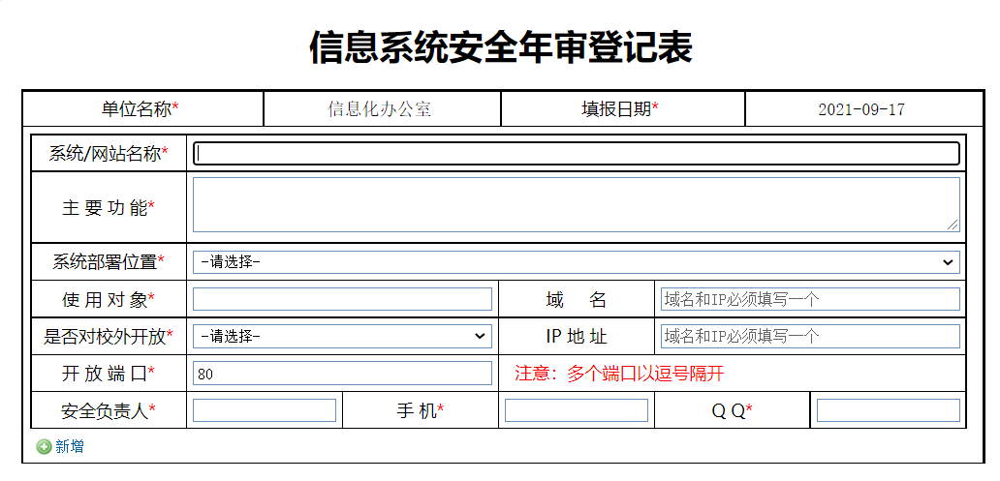 信息系统安全年审登记表
单位名称* 信息化办公室 填报日期* 2021-09-17
系统/网站名称*
主 要 功 能*
系统部署位置* -请选择-
使 用 对 象* 域 名 域名和IP必须填写一个
是否对校外开放* -请选择- IP 地 址 域名和IP必须填写一个
开 放 端 口* 80 注意：多个端口以逗号隔开
安全负责人* 手 机* Q Q*
新增